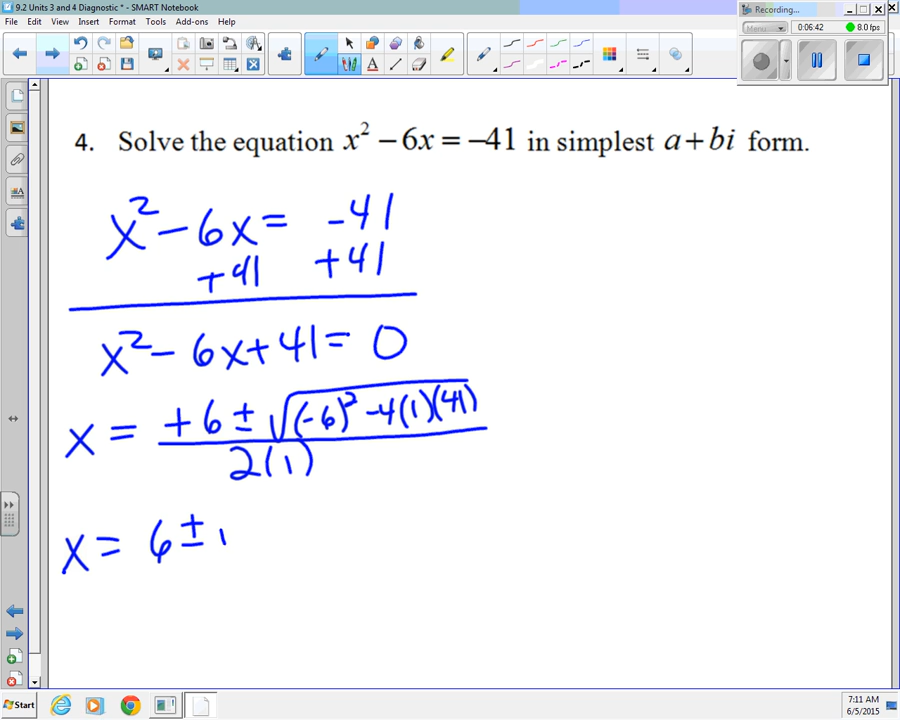 9.2 Units 3 and 4 Diagnostic * - SMART Notebook
Recording...
File Edit View Insert Format Tools Add-ons Help
Menu
0:06:42
8.0 fps
4. Solve the equation x² − 6x = −41 in simplest a + bi form.
x² − 6x = −41
+41 +41
x² − 6x + 41 = 0
x = +6 ± √(−6)² −4(1)(41)
2(1)
x = 6 ±
Start
7:11 AM
6/5/2015